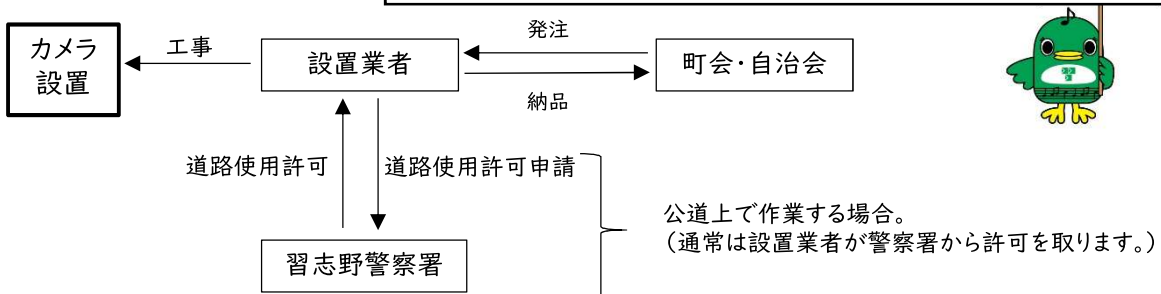 カメラ
設置
工事
設置業者
発注
納品
町会・自治会
道路使用許可
道路使用許可申請
習志野警察署
公道上で作業する場合。
（通常は設置業者が警察署から許可を取ります。）